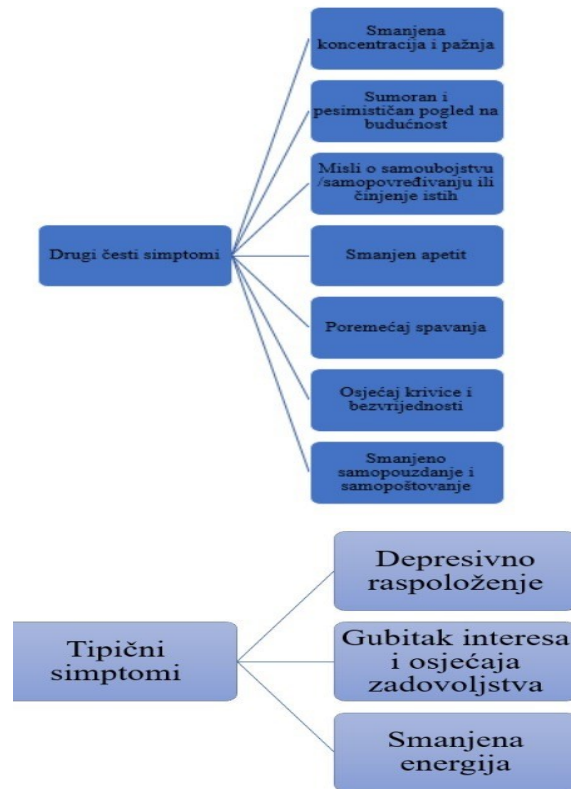 Smanjena
koncentracija i pažnja
Sumoran i
pesimističan pogled na
budućnost
Misli o samoubojstvu
/samopovređivanju ili
činjenje istih
Drugi česti simptomi
Smanjen apetit
Poremećaj spavanja
Osjećaj krivice i
bezvrijednosti
Smanjeno
samopouzdanje i
samopoštovanje
Depresivno
raspoloženje
Tipični
simptomi
Gubitak interesa
i osjećaja
zadovoljstva
Smanjena
energija